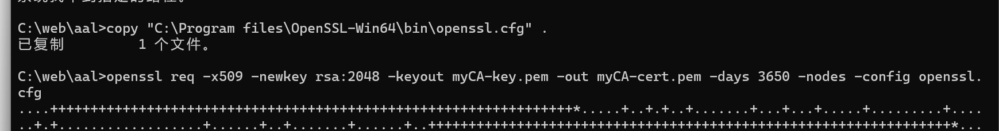 C:\web\aal>copy "C:\Program files\OpenSSL-Win64\bin\openssl.cfg" .
已复制         1 个文件。
C:\web\aal>openssl req -x509 -newkey rsa:2048 -keyout myCA-key.pem -out myCA-cert.pem -days 3650 -nodes -config openssl.
cfg
....+++++++++++++++++++++++++++++++++++++++++++++++++++++++++++++++++*.....+..+.+..+.......+...+...+.....+.........+....
..+.+..................+......+..+.......+......+..+++++++++++++++++++++++++++++++++++++++++++++++++++++++++++++++++*...